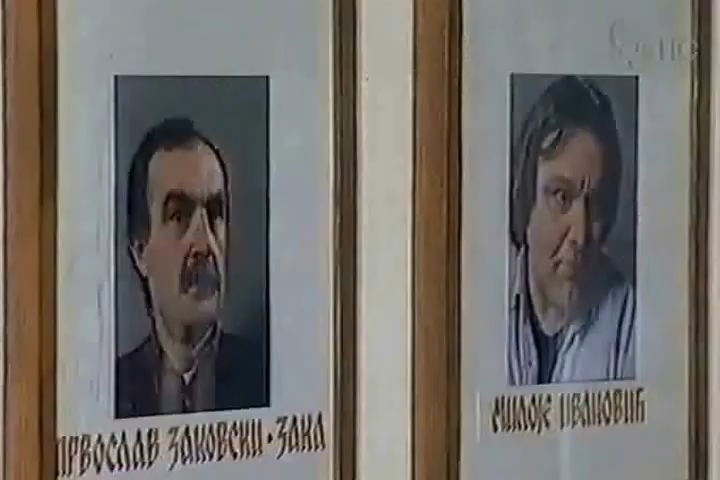 ПРВОСЛАВ ЗАКОВСКИ·ЗАКА
МИЛОЈЕ ИВАНОВИЋ